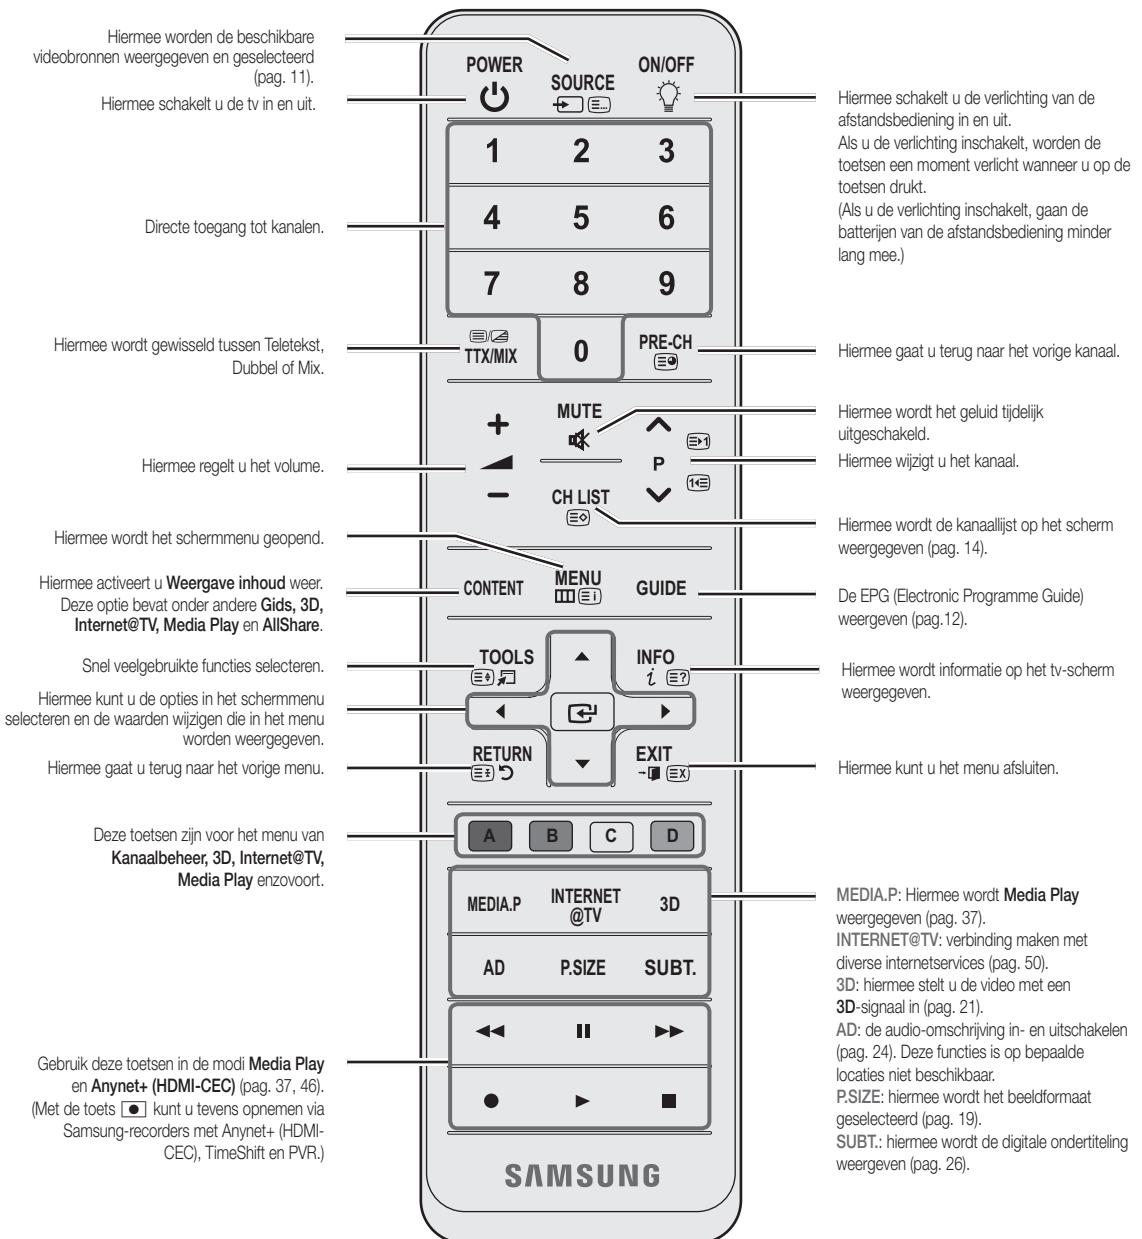 Hiermee worden de beschikbare
videobronnen weergegeven en geselecteerd
(pag. 11).
Hiermee schakelt u de tv in en uit.
Directe toegang tot kanalen.
Hiermee wordt gewisseld tussen Teletekst,
Dubbel of Mix.
Hiermee regelt u het volume.
Hiermee wordt het schermmenu geopend.
Hiermee activeert u Weergave inhoud weer.
Deze optie bevat onder andere Gids, 3D,
Internet@TV, Media Play en AllShare.
Snel veelgebruikte functies selecteren.
Hiermee kunt u de opties in het schermmenu
selecteren en de waarden wijzigen die in het menu
worden weergegeven.
Hiermee gaat u terug naar het vorige menu.
Deze toetsen zijn voor het menu van
Kanaalbeheer, 3D, Internet@TV,
Media Play enzovoort.
Gebruik deze toetsen in de modi Media Play
en Anynet+ (HDMI-CEC) (pag. 37, 46).
(Met de toets kunt u tevens opnemen via
Samsung-recorders met Anynet+ (HDMI-
CEC), TimeShift en PVR.)
POWER
SOURCE
ON/OFF
1 2 3
4 5 6
7 8 9
TTX/MIX
0
PRE-CH
MUTE
P
CH LIST
CONTENT
MENU
GUIDE
TOOLS
INFO
RETURN
EXIT
A B C D
MEDIA.P
INTERNET
@TV
3D
AD
P.SIZE
SUBT.
SAMSUNG
Hiermee schakelt u de verlichting van de
afstandsbediening in en uit.
Als u de verlichting inschakelt, worden de
toetsen een moment verlicht wanneer u op de
toetsen drukt.
(Als u de verlichting inschakelt, gaan de
batterijen van de afstandsbediening minder
lang mee.)
Hiermee gaat u terug naar het vorige kanaal.
Hiermee wordt het geluid tijdelijk
uitgeschakeld.
Hiermee wijzigt u het kanaal.
Hiermee wordt de kanaallijst op het scherm
weergegeven (pag. 14).
De EPG (Electronic Programme Guide)
weergeven (pag.12).
Hiermee wordt informatie op het tv-scherm
weergegeven.
Hiermee kunt u het menu afsluiten.
MEDIA.P: Hiermee wordt Media Play
weergegeven (pag. 37).
INTERNET@TV: verbinding maken met
diverse internetservices (pag. 50).
3D: hiermee stelt u de video met een
3D-signaal in (pag. 21).
AD: de audio-omschrijving in- en uitschakelen
(pag. 24). Deze functies is op bepaalde
locaties niet beschikbaar.
P.SIZE: hiermee wordt het beeldformaat
geselecteerd (pag. 19).
SUBT.: hiermee wordt de digitale ondertiteling
weergeven (pag. 26).